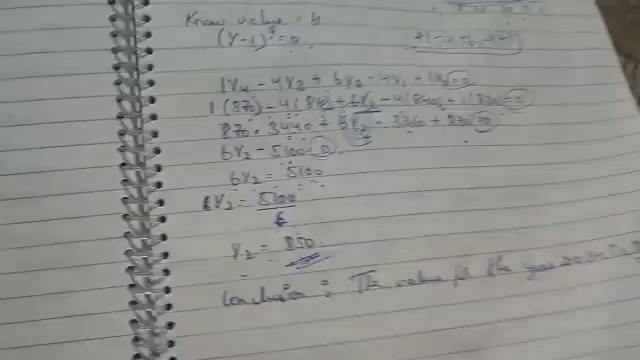 Know value = 4
(Y-1)⁴ = 0
1Y4 - 4Y3 + 6Y2 - 4Y1 + 1Y0 = 0
1(870) - 4(860) + 6Y2 - 4(840) + 1(830) = 0
870 - 3440 + 6Y2 - 3360 + 830 = 0
6Y2 - 5100 = 0
6Y2 = 5100
6Y2 = 5100
6
Y2 = 850
Conclusion : The value for the year